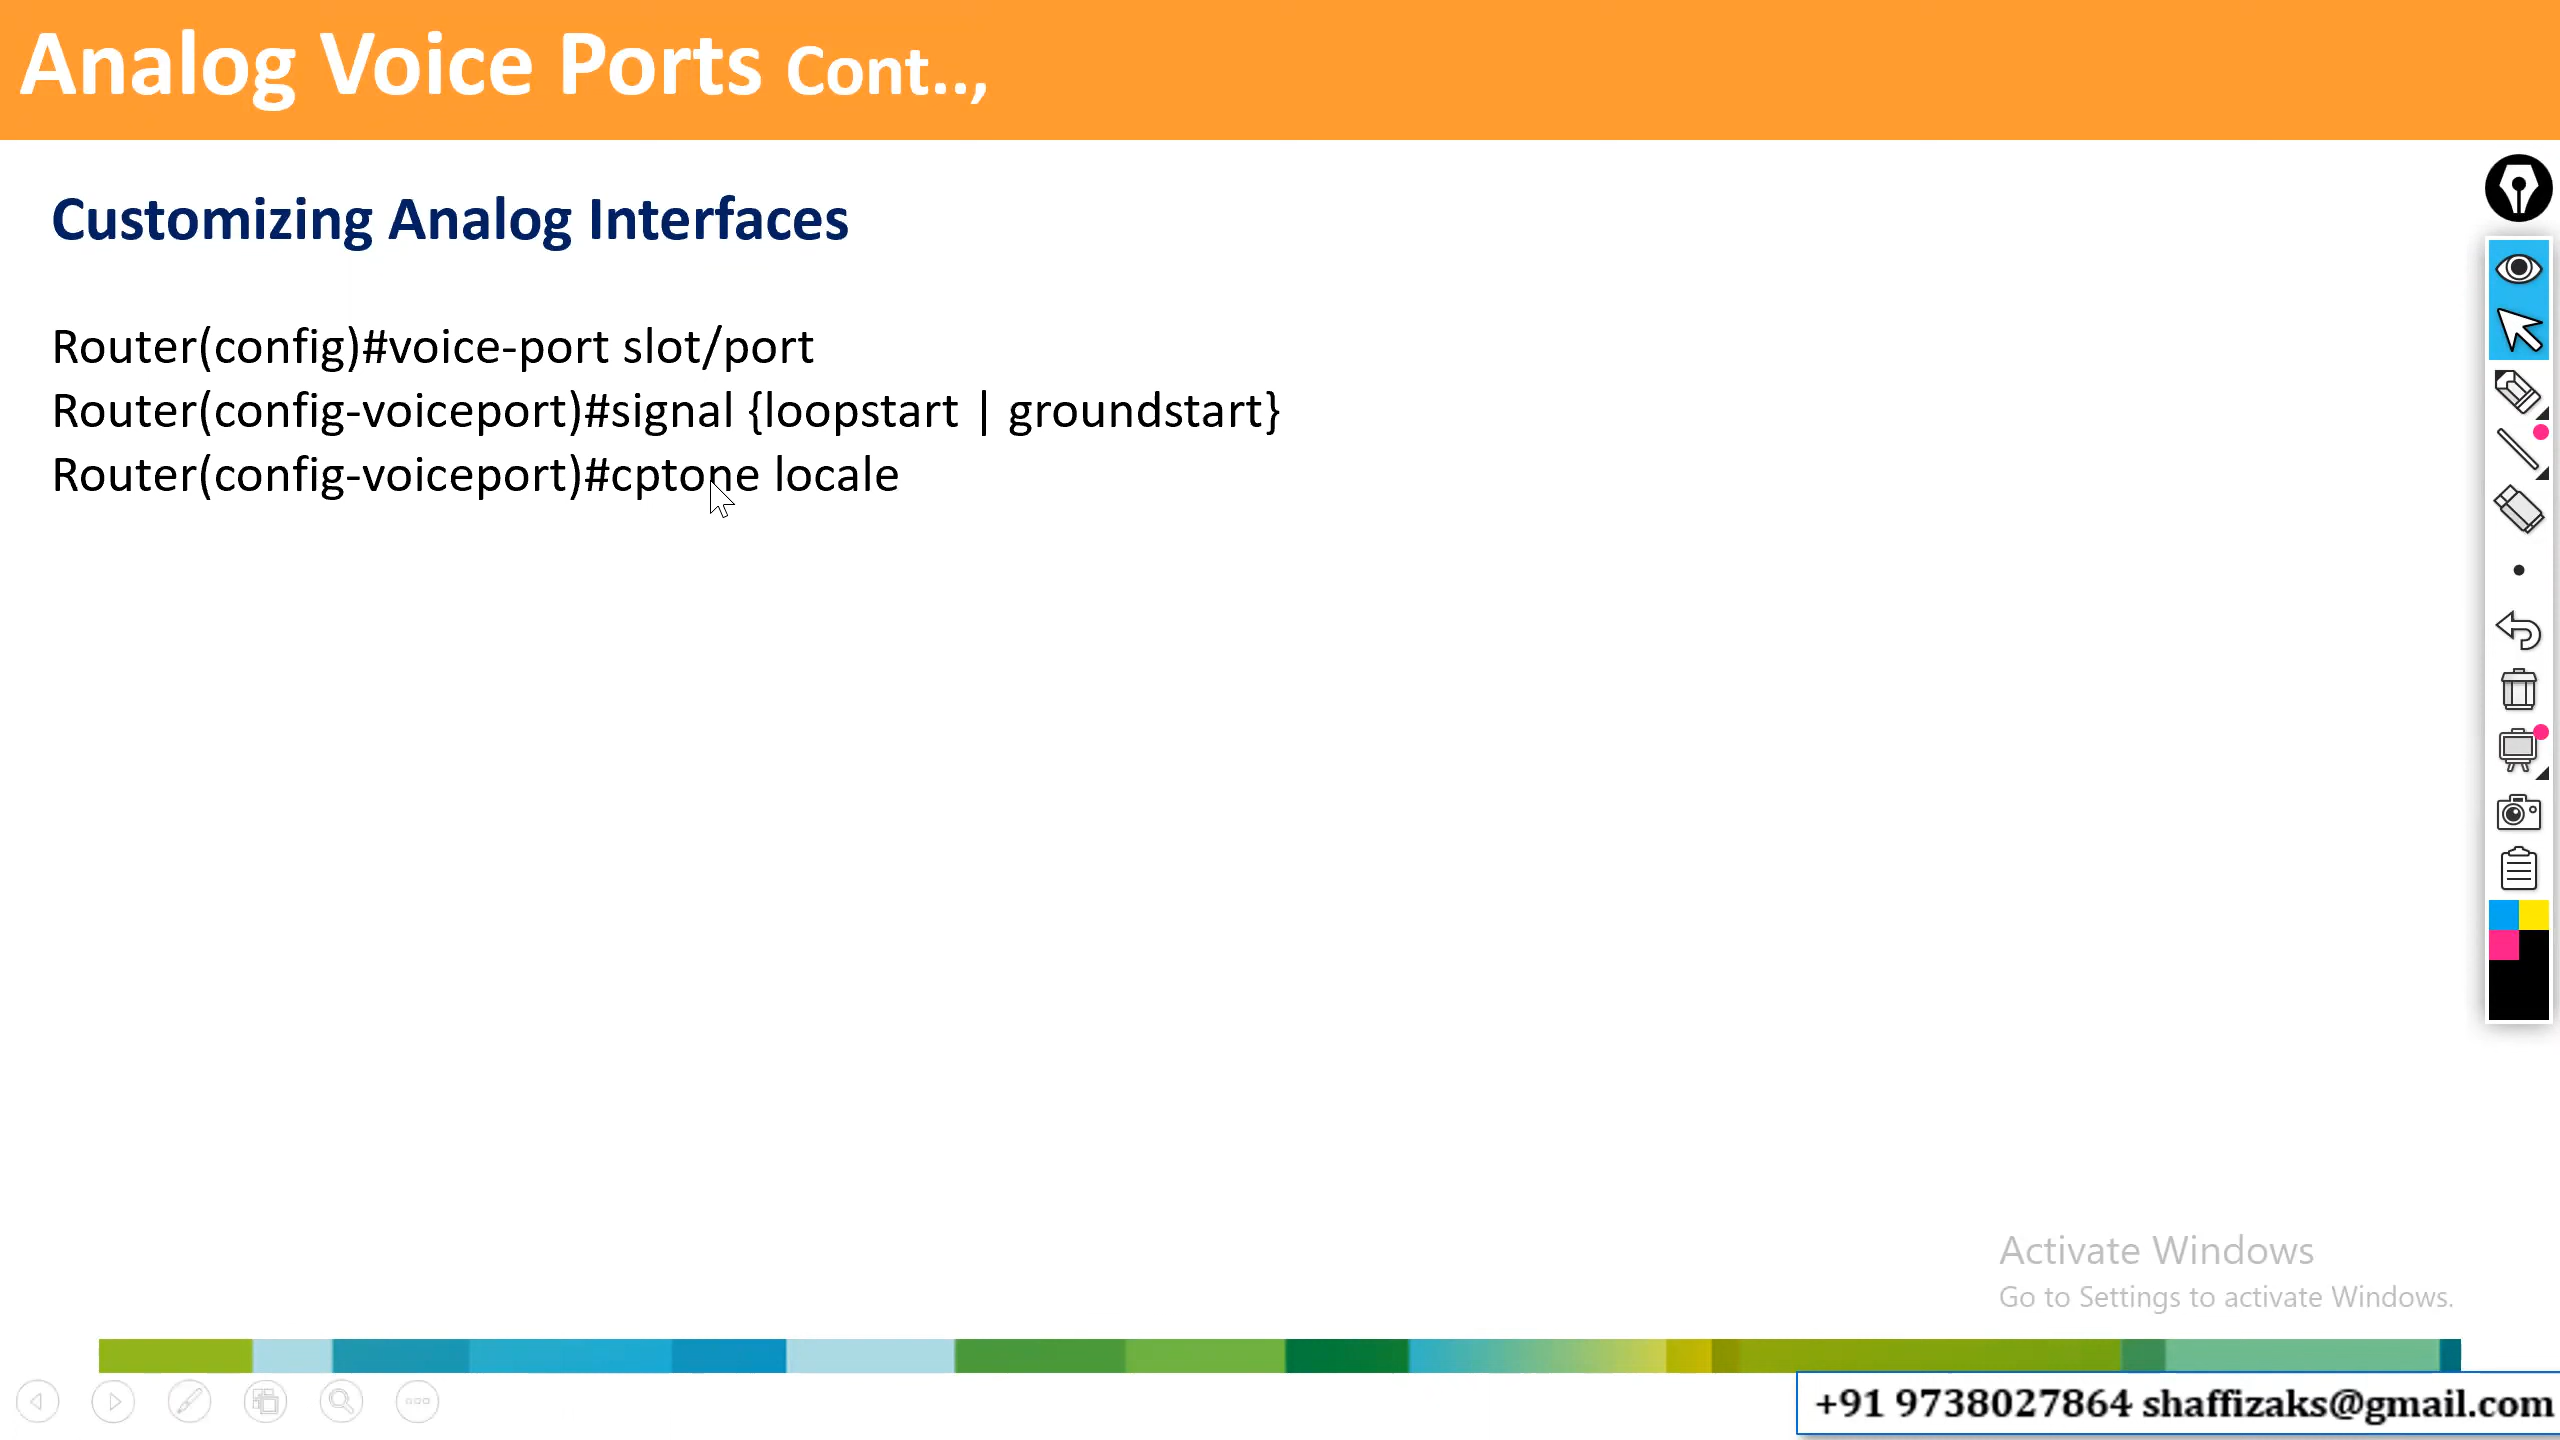 Analog Voice Ports Cont..,
Customizing Analog Interfaces
Router(config)#voice-port slot/port
Router(config-voiceport)#signal {loopstart | groundstart}
Router(config-voiceport)#cptone locale
Activate Windows
Go to Settings to activate Windows.
+91 9738027864 shaffizaks@gmail.com